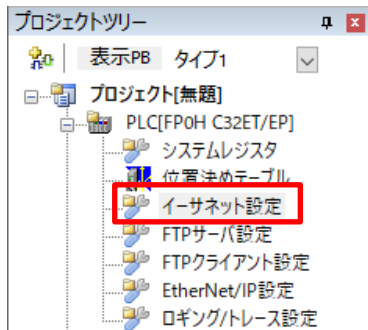 プロジェクトツリー
表示PB タイプ1
プロジェクト[無題]
PLC[FP0H C32ET/EP]
システムレジスタ
位置決めテーブル
イーサネット設定
FTPサーバ設定
FTPクライアント設定
EtherNet/IP設定
ロギング/トレース設定